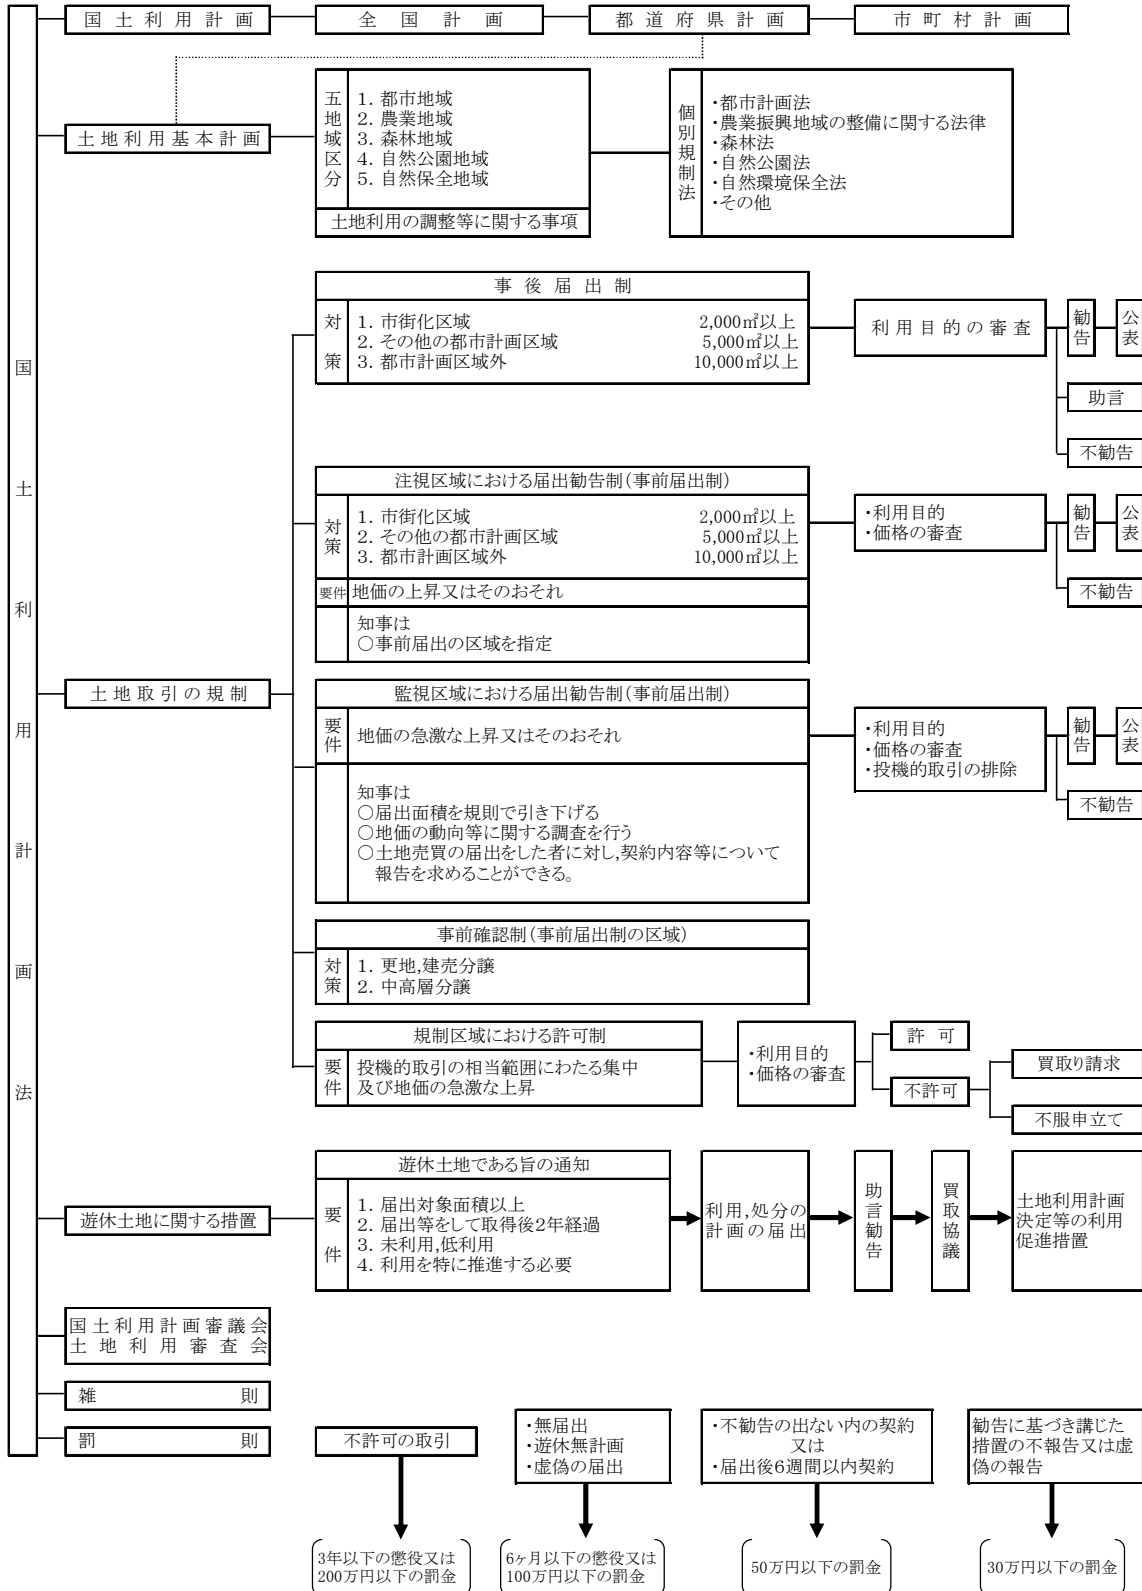 国土利用計画法
国土利用計画
全国計画
都道府県計画
市町村計画
土地利用基本計画
五地域区分
1. 都市地域
2. 農業地域
3. 森林地域
4. 自然公園地域
5. 自然保全地域
土地利用の調整等に関する事項
個別規制法
・都市計画法
・農業振興地域の整備に関する法律
・森林法
・自然公園法
・自然環境保全法
・その他
土地取引の規制
事後届出制
対策
1. 市街化区域 2,000㎡以上
2. その他の都市計画区域 5,000㎡以上
3. 都市計画区域外 10,000㎡以上
利用目的の審査
勧告
公表
助言
不勧告
注視区域における届出勧告制(事前届出制)
対策
1. 市街化区域 2,000㎡以上
2. その他の都市計画区域 5,000㎡以上
3. 都市計画区域外 10,000㎡以上
要件
地価の上昇又はそのおそれ
知事は
○事前届出の区域を指定
・利用目的
・価格の審査
勧告
公表
不勧告
監視区域における届出勧告制(事前届出制)
要件
地価の急激な上昇又はそのおそれ
知事は
○届出面積を規則で引き下げる
○地価の動向等に関する調査を行う
○土地売買の届出をした者に対し,契約内容等について
報告を求めることができる。
・利用目的
・価格の審査
・投機的取引の排除
勧告
公表
不勧告
事前確認制(事前届出制の区域)
対策
1. 更地,建売分譲
2. 中高層分譲
規制区域における許可制
要件
投機的取引の相当範囲にわたる集中
及び地価の急激な上昇
・利用目的
・価格の審査
許可
不許可
買取り請求
不服申立て
遊休土地に関する措置
遊休土地である旨の通知
要件
1. 届出対象面積以上
2. 届出等をして取得後2年経過
3. 未利用,低利用
4. 利用を特に推進する必要
利用,処分の
計画の届出
助言勧告
買取協議
土地利用計画
決定等の利用
促進措置
国土利用計画審議会
土地利用審査会
雑則
罰則
不許可の取引
・無届出
・遊休無計画
・虚偽の届出
・不勧告の出ない内の契約
又は
・届出後6週間以内契約
勧告に基づき講じた
措置の不報告又は虚
偽の報告
3年以下の懲役又は
200万円以下の罰金
6ヶ月以下の懲役又は
100万円以下の罰金
50万円以下の罰金
30万円以下の罰金